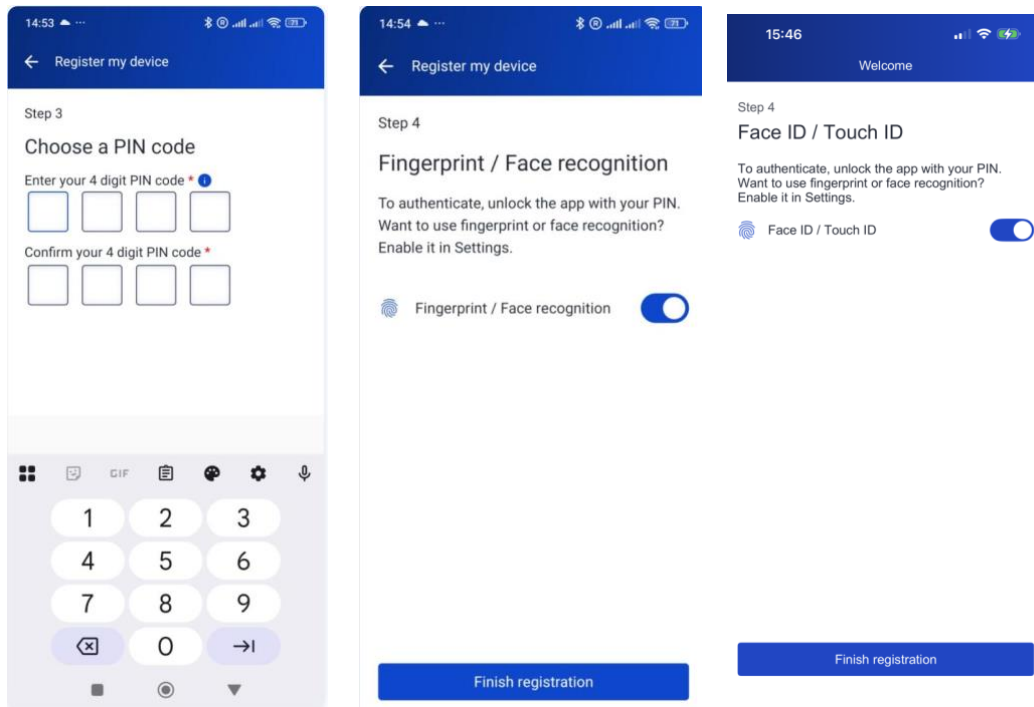 14:53
71
Register my device
Step 3
Choose a PIN code
Enter your 4 digit PIN code *
Confirm your 4 digit PIN code *
GIF
1 2 3
4 5 6
7 8 9
0
14:54
71
Register my device
Step 4
Fingerprint / Face recognition
To authenticate, unlock the app with your PIN.
Want to use fingerprint or face recognition?
Enable it in Settings.
Fingerprint / Face recognition
Finish registration
15:46
Welcome
Step 4
Face ID / Touch ID
To authenticate, unlock the app with your PIN.
Want to use fingerprint or face recognition?
Enable it in Settings.
Face ID / Touch ID
Finish registration